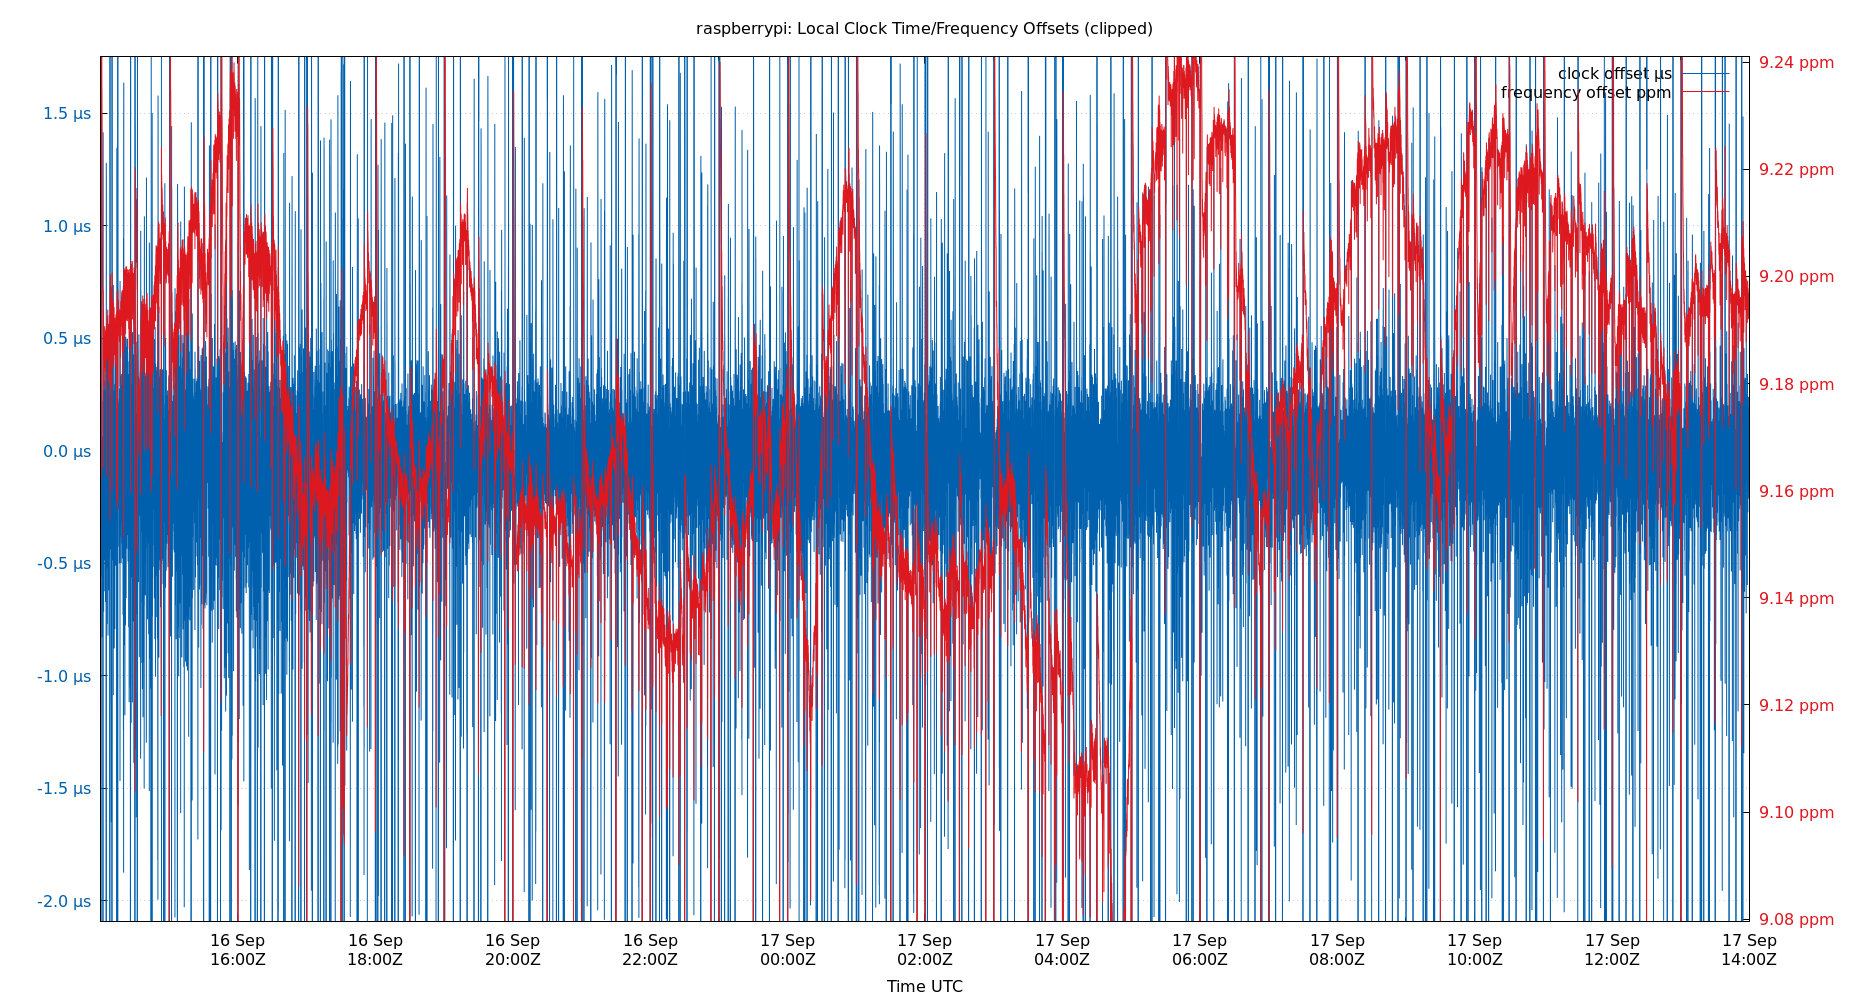 raspberrypi: Local Clock Time/Frequency Offsets (clipped)
clock offset µs
frequency offset ppm
1.5 µs
1.0 µs
0.5 µs
0.0 µs
-0.5 µs
-1.0 µs
-1.5 µs
-2.0 µs
9.24 ppm
9.22 ppm
9.20 ppm
9.18 ppm
9.16 ppm
9.14 ppm
9.12 ppm
9.10 ppm
9.08 ppm
16 Sep 16 Sep 16 Sep 16 Sep 17 Sep 17 Sep 17 Sep 17 Sep 17 Sep 17 Sep 17 Sep 17 Sep
16:00Z 18:00Z 20:00Z 22:00Z 00:00Z 02:00Z 04:00Z 06:00Z 08:00Z 10:00Z 12:00Z 14:00Z
Time UTC